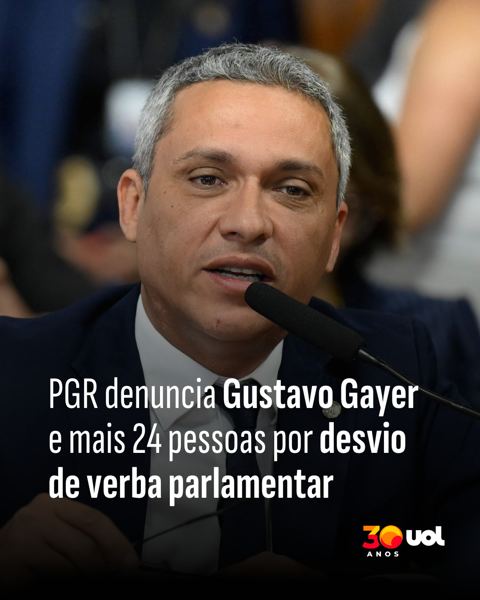 PGR denuncia Gustavo Gayer
e mais 24 pessoas por desvio
de verba parlamentar
30 uol
ANOS